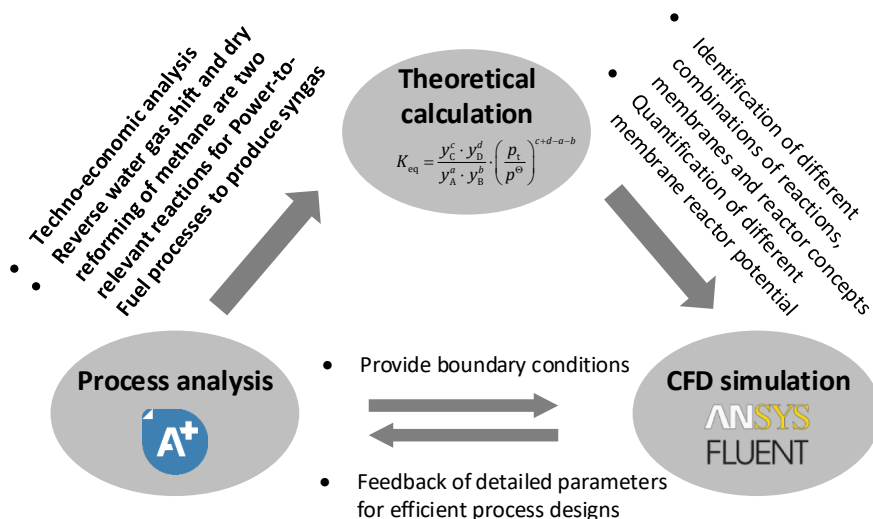 • Techno-economic analysis
• Reverse water gas shift and dry
reforming of methane are two
relevant reactions for Power-to-
Fuel processes to produce syngas
Theoretical
calculation
K_eq = (y_C^c · y_D^d) / (y_A^a · y_B^b) · (p_t / p^Θ)^(c+d−a−b)
• Identification of different
combinations of reactions,
membranes and reactor concepts
• Quantification of different
membrane reactor potential
Process analysis
A+
• Provide boundary conditions
• Feedback of detailed parameters
for efficient process designs
CFD simulation
ANSYS
FLUENT